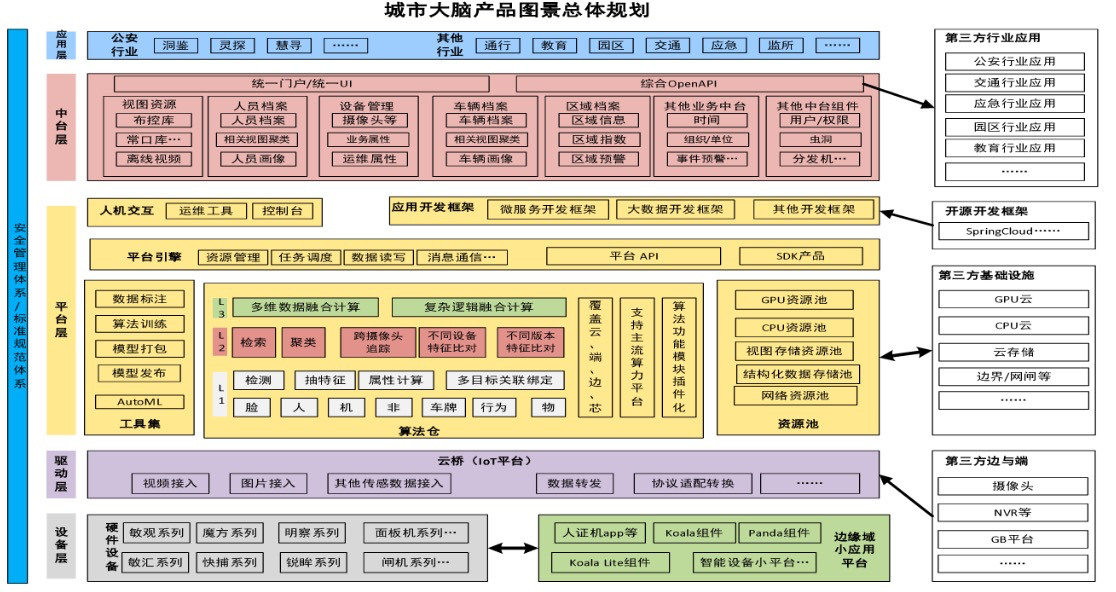 城市大脑产品图景总体规划
安全管理体系/标准规范体系
应用层
公安行业
洞鉴
灵探
慧寻
……
其他行业
通行
教育
园区
交通
应急
监所
……
中台层
统一门户/统一UI
综合OpenAPI
视图资源
布控库
常口库…
离线视频
人员档案
人员档案
相关视图聚类
人员画像
设备管理
摄像头等
业务属性
运维属性
车辆档案
车辆档案
相关视图聚类
车辆画像
区域档案
区域信息
区域指数
区域预警
其他业务中台
时间
组织/单位
事件预警…
其他中台组件
用户/权限
虫洞
分发机…
平台层
人机交互
运维工具
控制台
应用开发框架
微服务开发框架
大数据开发框架
其他开发框架
平台引擎
资源管理
任务调度
数据读写
消息通信…
平台 API
SDK产品
数据标注
算法训练
模型打包
模型发布
AutoML
工具集
L3
多维数据融合计算
复杂逻辑融合计算
L2
检索
聚类
跨摄像头追踪
不同设备特征比对
不同版本特征比对
L1
检测
抽特征
属性计算
多目标关联绑定
脸
人
机
非
车牌
行为
物
覆盖云、端、边、芯
支持主流算力平台
算法功能模块插件化
算法仓
GPU资源池
CPU资源池
视图存储资源池
结构化数据存储池
网络资源池
资源池
驱动层
云桥（IoT平台）
视频接入
图片接入
其他传感数据接入
数据转发
协议适配转换
……
设备层
硬件设备
敏观系列
魔方系列
明察系列
面板机系列…
敏汇系列
快捕系列
锐眸系列
闸机系列…
人证机app等
Koala组件
Panda组件
Koala Lite组件
智能设备小平台…
边缘域小应用平台
第三方行业应用
公安行业应用
交通行业应用
应急行业应用
园区行业应用
教育行业应用
……
开源开发框架
SpringCloud……
第三方基础设施
GPU云
CPU云
云存储
边界/网闸等
……
第三方边与端
摄像头
NVR等
GB平台
……